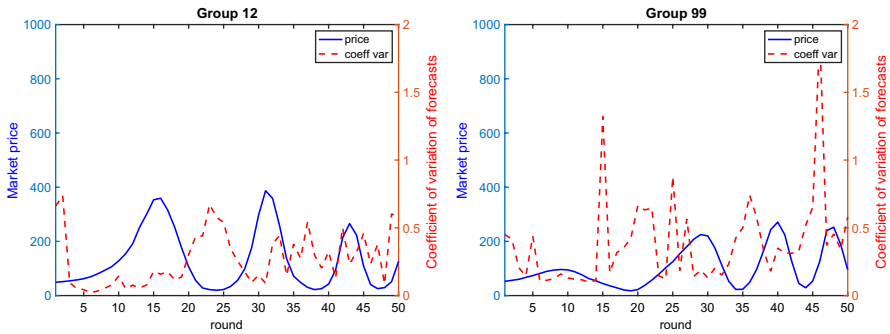 Group 12
1000
800
600
400
200
0
Market price
price
coeff var
2
1.5
1
0.5
0
Coefficient of variation of forecasts
5 10 15 20 25 30 35 40 45 50
round
Group 99
1000
800
600
400
200
0
Market price
price
coeff var
2
1.5
1
0.5
0
Coefficient of variation of forecasts
5 10 15 20 25 30 35 40 45 50
round